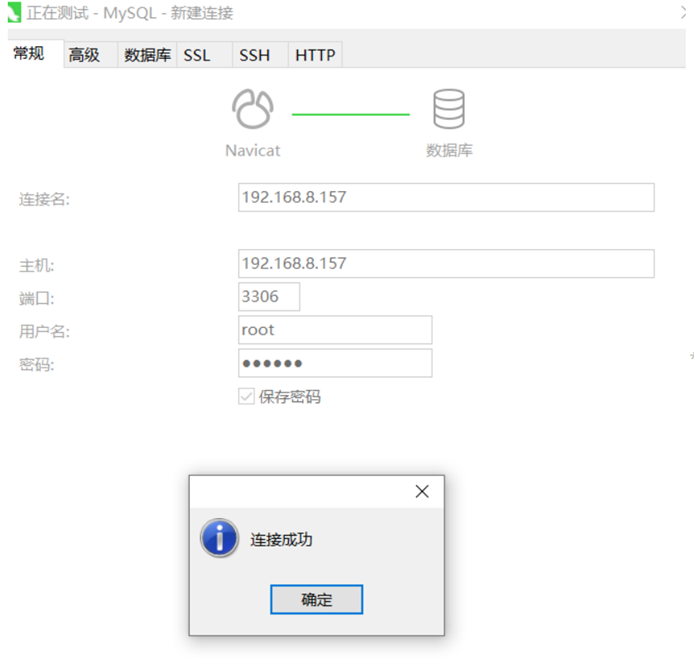 正在测试 - MySQL - 新建连接
常规 高级 数据库 SSL SSH HTTP
Navicat 数据库
连接名: 192.168.8.157
主机: 192.168.8.157
端口: 3306
用户名: root
密码: ●●●●●●
保存密码
连接成功
确定